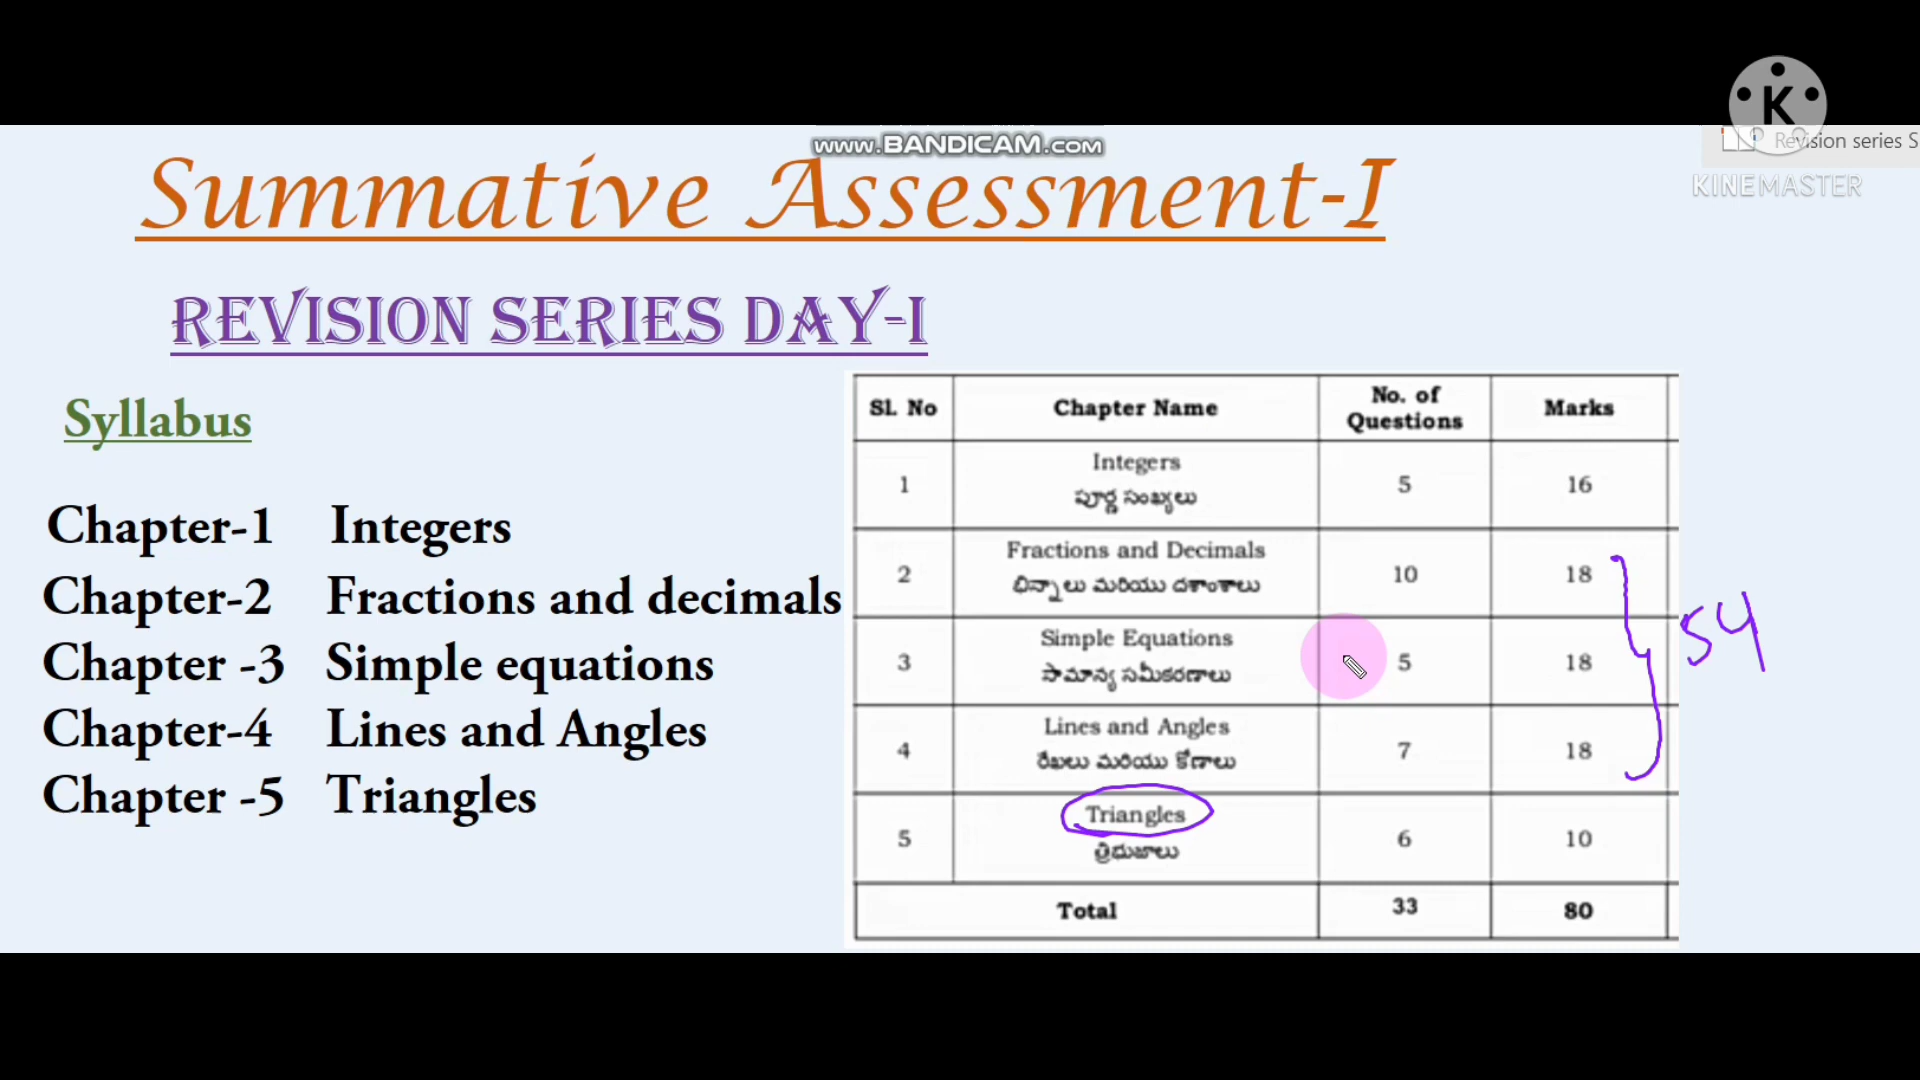 www.BANDICAM.com
K
Revision series S
KINEMASTER
Summative Assessment-I
REVISION SERIES DAY-I
Syllabus
Chapter-1 Integers
Chapter-2 Fractions and decimals
Chapter -3 Simple equations
Chapter-4 Lines and Angles
Chapter -5 Triangles
Sl. No Chapter Name No. of Questions Marks
1 Integers 5 16
పూర్ణ సంఖ్యలు
2 Fractions and Decimals 10 18
భిన్నాలు మరియు దశాంశాలు
3 Simple Equations 5 18
సామాన్య సమీకరణాలు
4 Lines and Angles 7 18
రేఖలు మరియు కోణాలు
5 Triangles 6 10
త్రిభుజాలు
Total 33 80
54